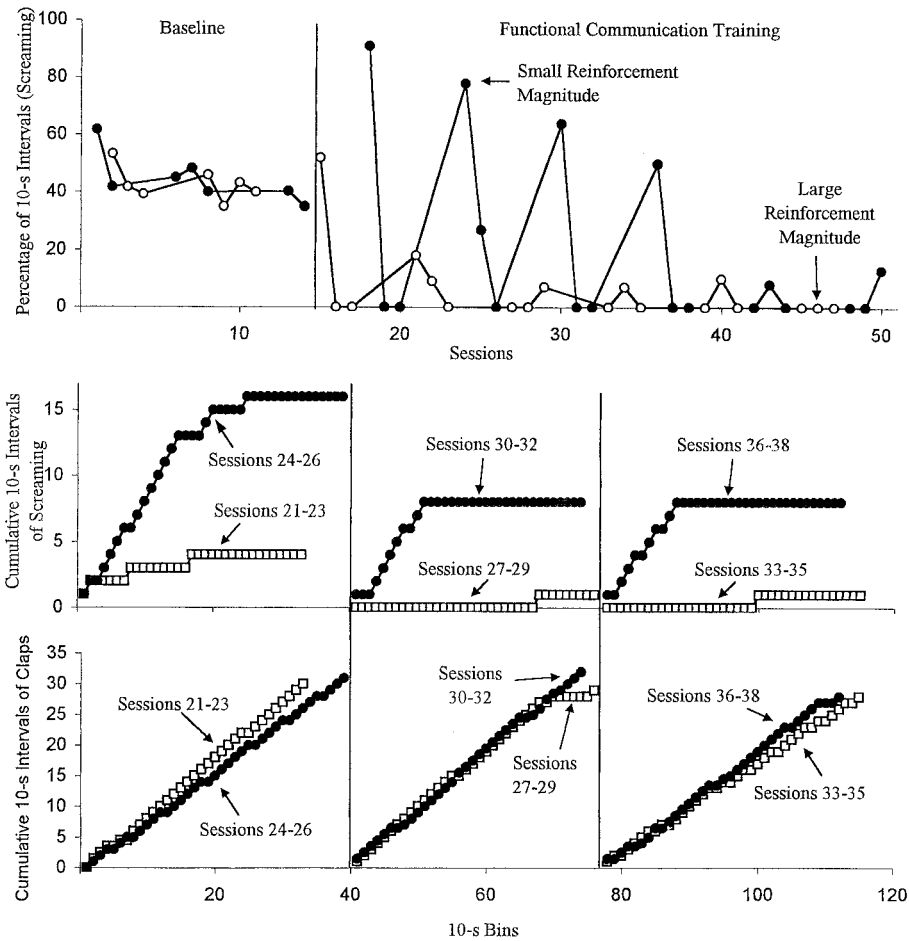 Baseline
Functional Communication Training
Percentage of 10-s Intervals (Screaming)
100
80
60
40
20
0
Small Reinforcement
Magnitude
Large
Reinforcement
Magnitude
10
20
30
40
50
Sessions
Cumulative 10-s Intervals
of Screaming
15
10
5
0
Sessions 24-26
Sessions 21-23
Sessions 30-32
Sessions 27-29
Sessions 36-38
Sessions 33-35
Cumulative 10-s Intervals of Claps
35
30
25
20
15
10
5
0
Sessions 21-23
Sessions 24-26
Sessions
30-32
Sessions
27-29
Sessions 36-38
Sessions 33-35
20
40
60
80
100
120
10-s Bins